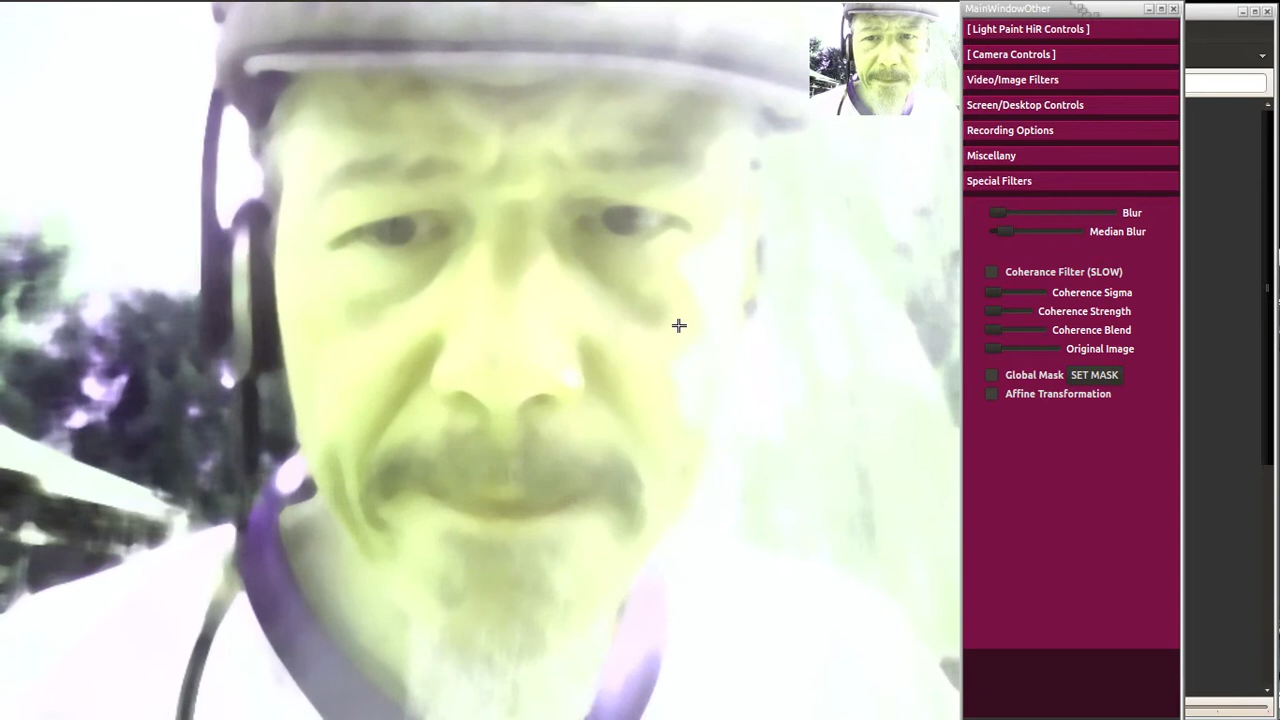 MainWindowOther
[ Light Paint HiR Controls ]
[ Camera Controls ]
Video/Image Filters
Screen/Desktop Controls
Recording Options
Miscellany
Special Filters
Blur
Median Blur
Coherance Filter (SLOW)
Coherence Sigma
Coherence Strength
Coherence Blend
Original Image
Global Mask SET MASK
Affine Transformation